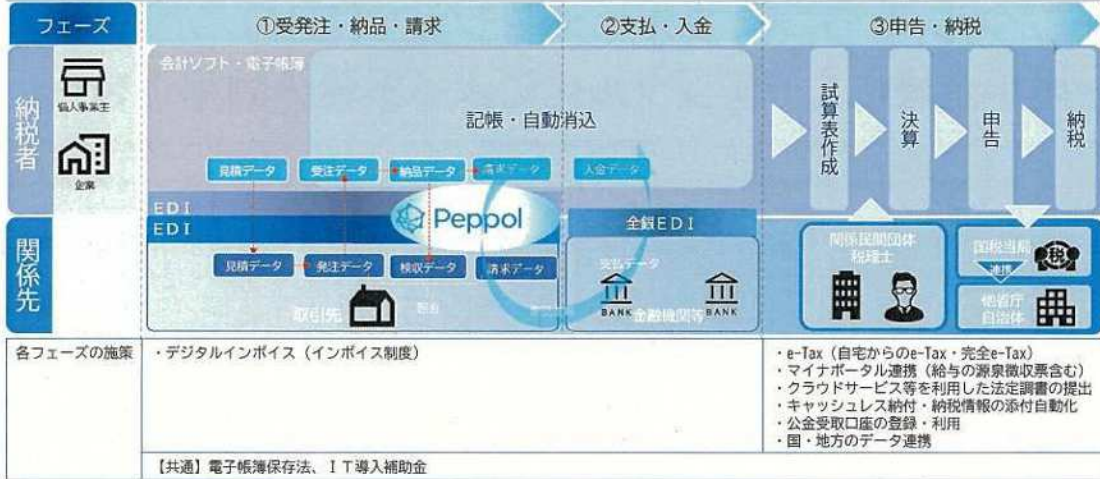 フェーズ
①受発注・納品・請求
②支払・入金
③申告・納税
納税者
個人事業主
企業
会計ソフト・電子帳簿
記帳・自動消込
見積データ
受注データ
納品データ
請求データ
入金データ
試算表作成
決算
申告
納税
EDI
EDI
Peppol
全銀EDI
関係先
見積データ
発注データ
検収データ
請求データ
取引先
支払データ
BANK
金融機関等
BANK
関係民間団体
税理士
国税当局
税
連携
他省庁
自治体
各フェーズの施策
・デジタルインボイス（インボイス制度）
・e-Tax（自宅からのe-Tax・完全e-Tax）
・マイナポータル連携（給与の源泉徴収票含む）
・クラウドサービス等を利用した法定調書の提出
・キャッシュレス納付・納税情報の添付自動化
・公金受取口座の登録・利用
・国・地方のデータ連携
【共通】電子帳簿保存法、ＩＴ導入補助金